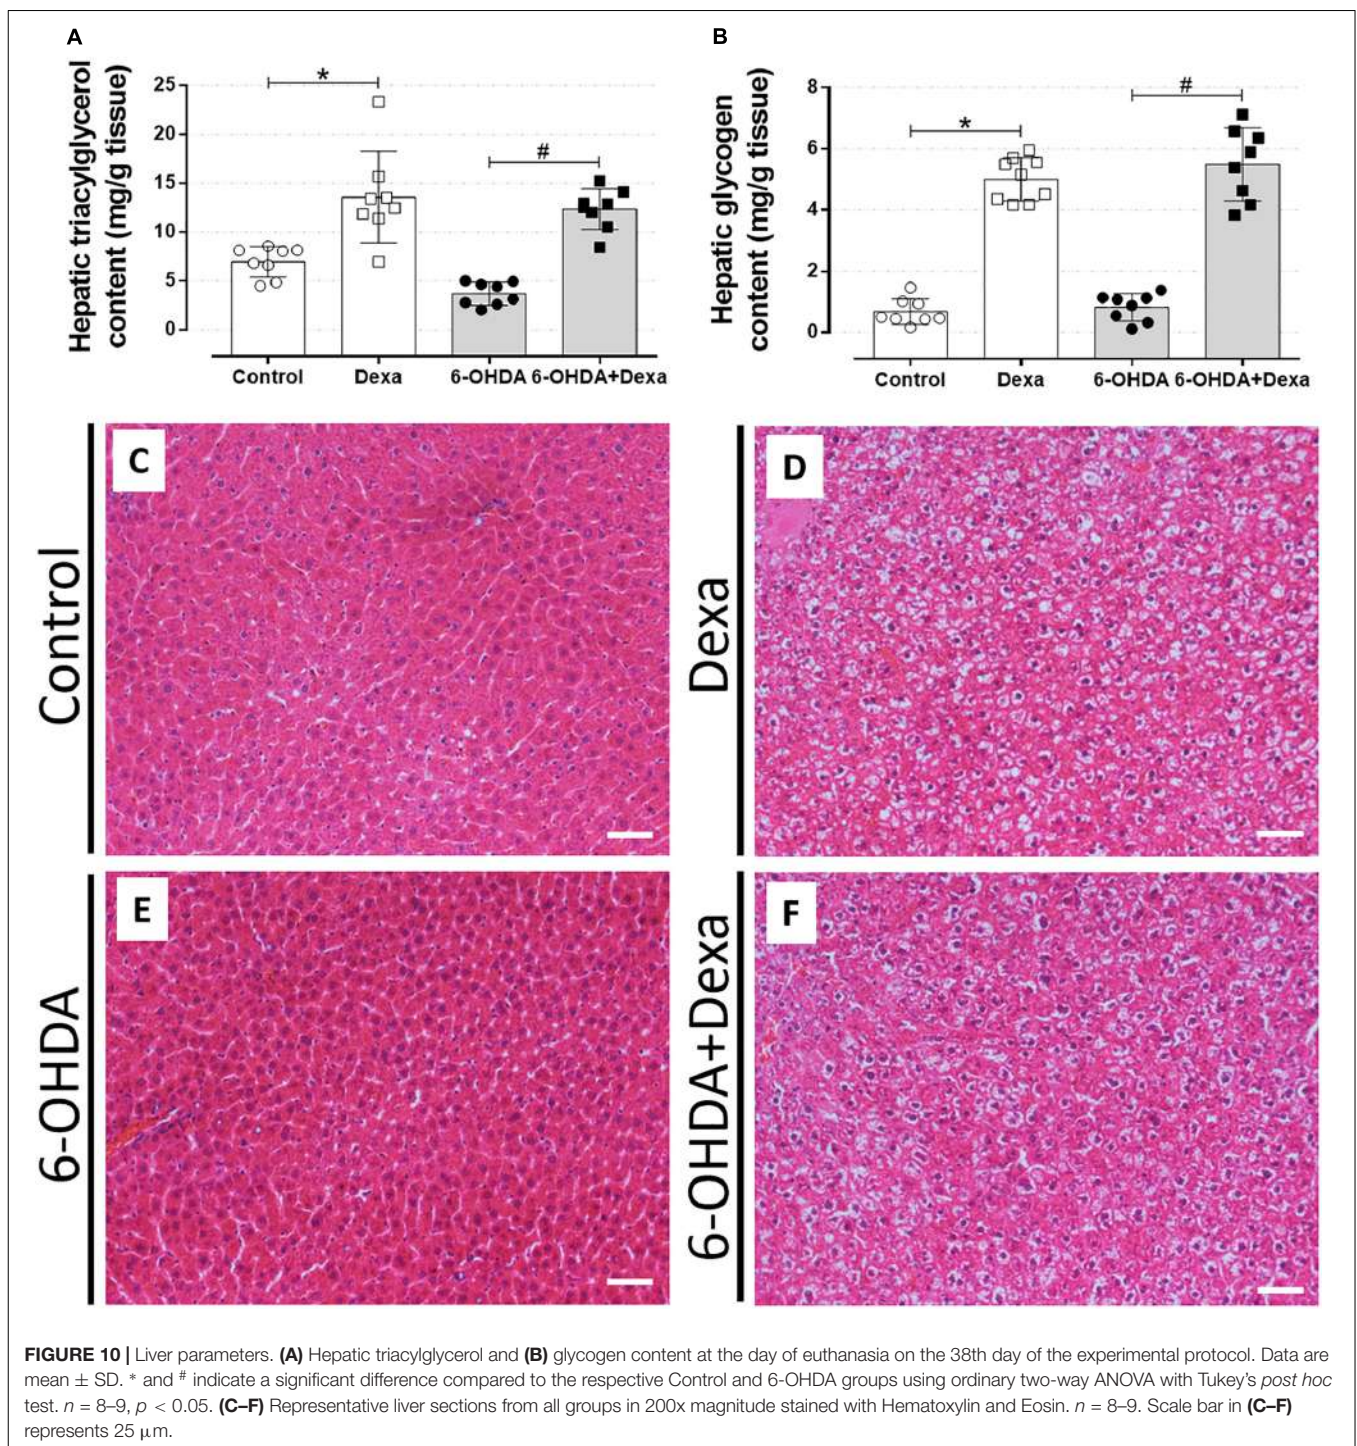 A
Hepatic triacylglycerol
content (mg/g tissue)
25
20
15
10
5
0
*
#
Control Dexa 6-OHDA 6-OHDA+Dexa
B
Hepatic glycogen
content (mg/g tissue)
8
6
4
2
0
*
#
Control Dexa 6-OHDA 6-OHDA+Dexa
Control
C
Dexa
D
6-OHDA
E
6-OHDA+Dexa
F
FIGURE 10 | Liver parameters. (A) Hepatic triacylglycerol and (B) glycogen content at the day of euthanasia on the 38th day of the experimental protocol. Data are
mean ± SD. * and # indicate a significant difference compared to the respective Control and 6-OHDA groups using ordinary two-way ANOVA with Tukey's post hoc
test. n = 8–9, p < 0.05. (C–F) Representative liver sections from all groups in 200x magnitude stained with Hematoxylin and Eosin. n = 8–9. Scale bar in (C–F)
represents 25 μm.